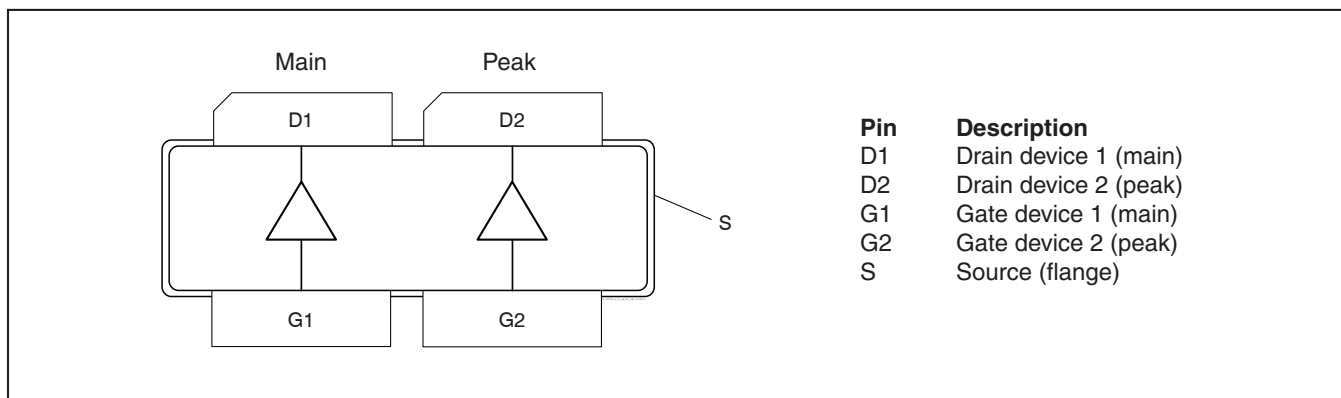 Main Peak
D1 D2
S
G1 G2
Pin Description
D1 Drain device 1 (main)
D2 Drain device 2 (peak)
G1 Gate device 1 (main)
G2 Gate device 2 (peak)
S Source (flange)